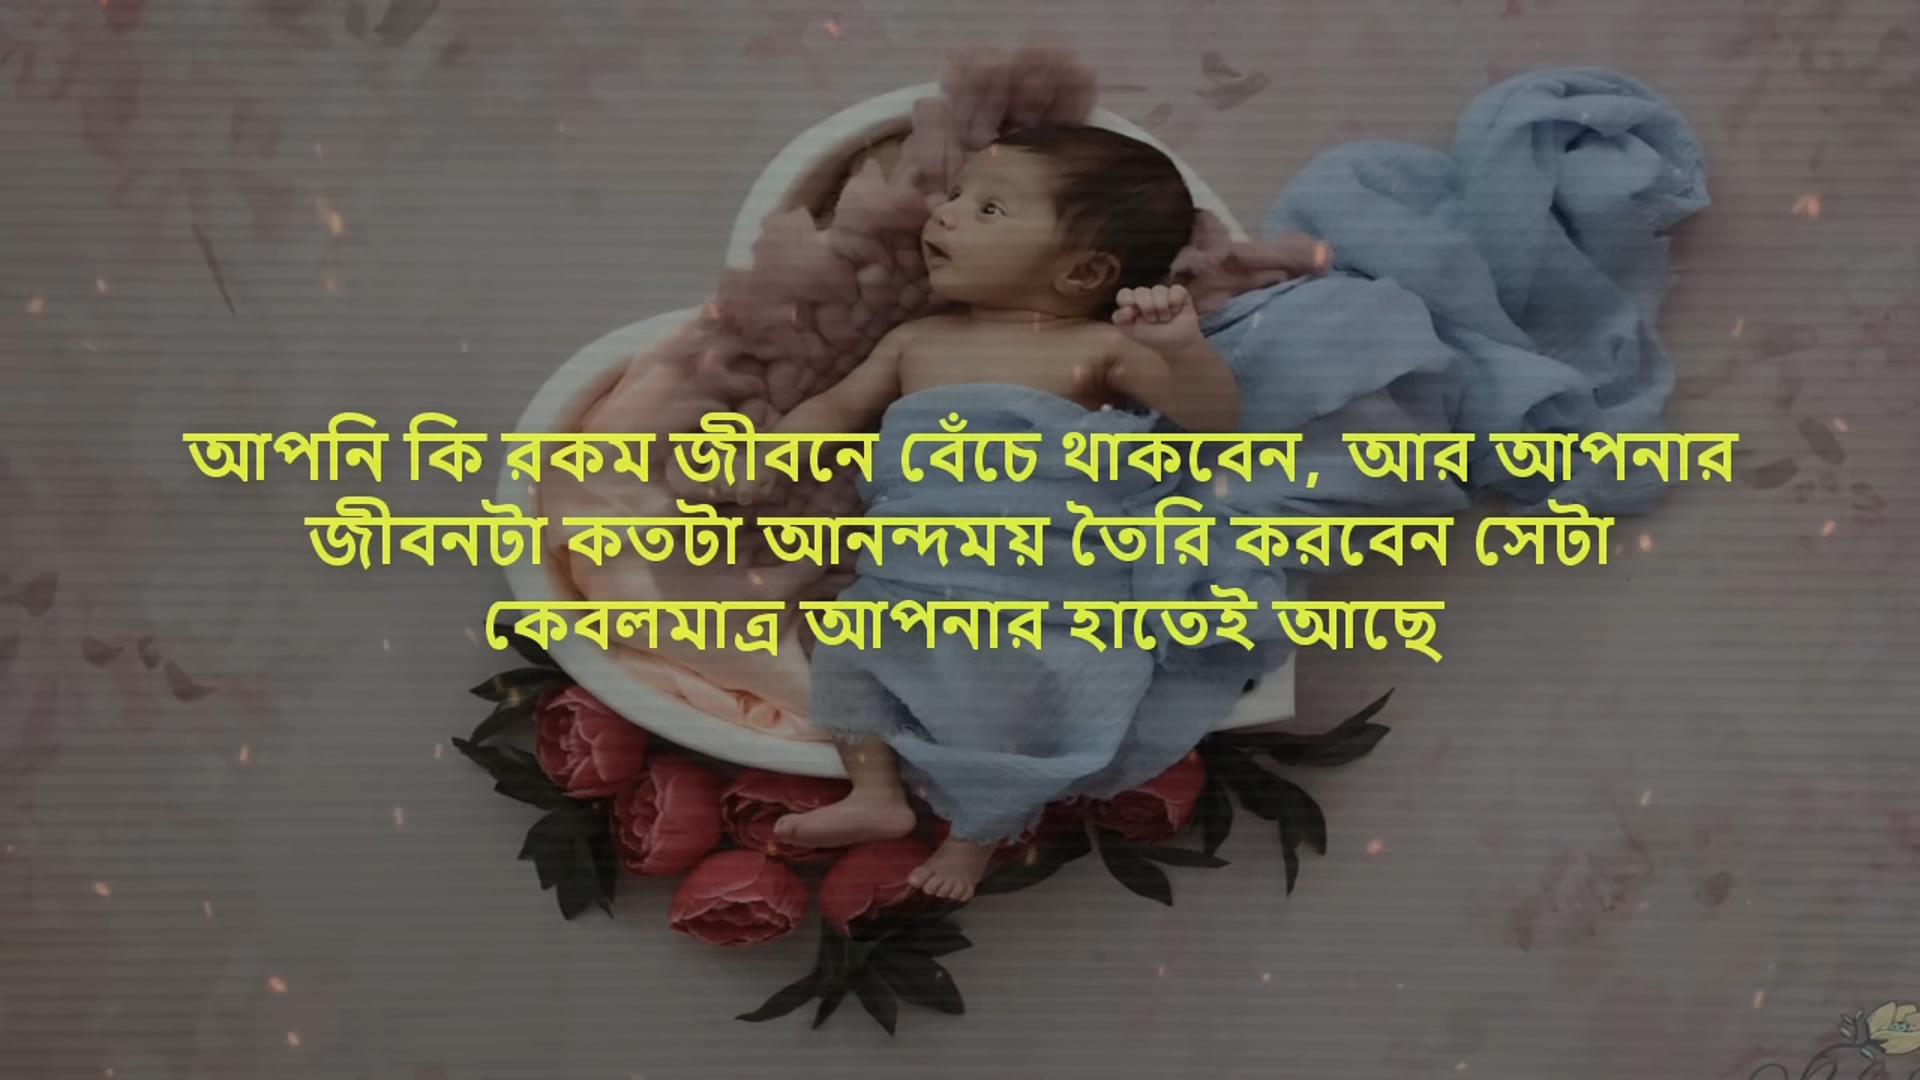 আপনি কি রকম জীবনে বেঁচে থাকবেন, আর আপনার
জীবনটা কতটা আনন্দময় তৈরি করবেন সেটা
কেবলমাত্র আপনার হাতেই আছে